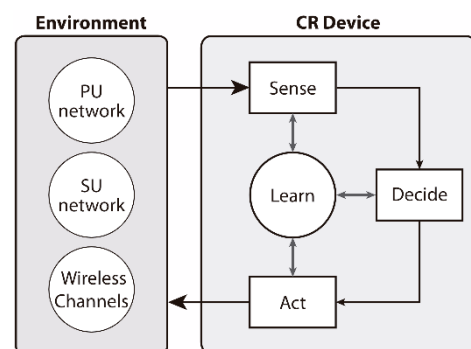 Environment
CR Device
PU
network
SU
network
Wireless
Channels
Sense
Learn
Decide
Act